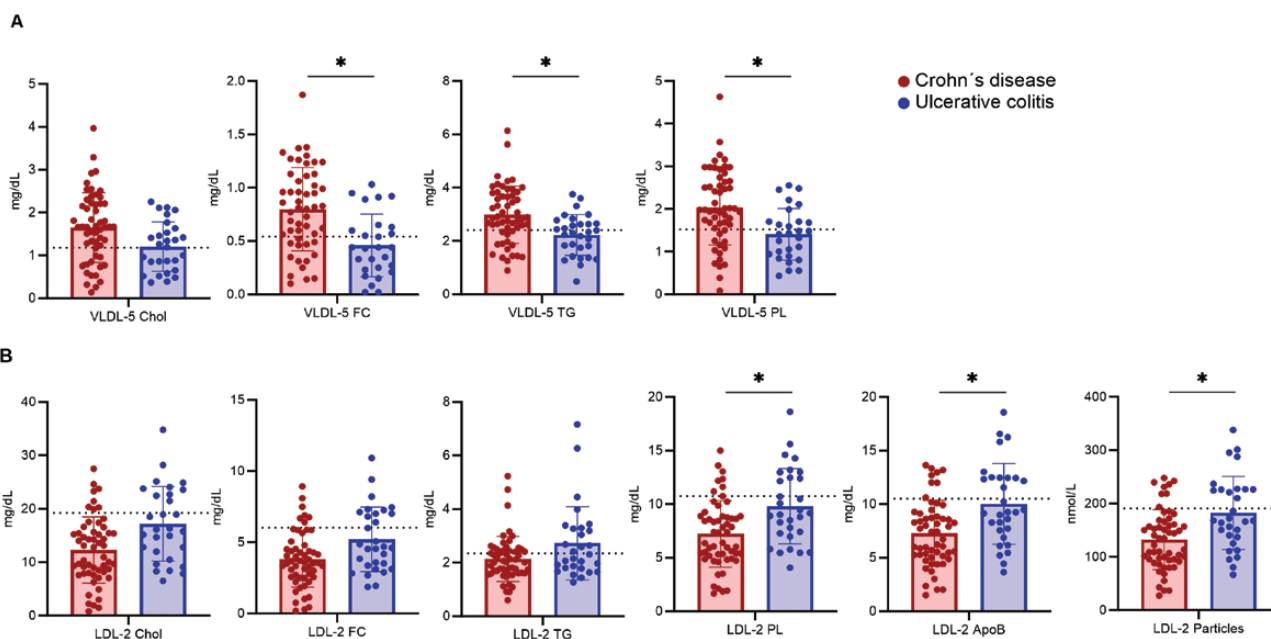 A
* * *
5 4 3 2 1 0
mg/dL
VLDL-5 Chol
2.0 1.5 1.0 0.5 0.0
mg/dL
VLDL-5 FC
8 6 4 2 0
mg/dL
VLDL-5 TG
5 4 3 2 1 0
mg/dL
VLDL-5 PL
Crohn´s disease
Ulcerative colitis
B
* * *
40 30 20 10 0
mg/dL
LDL-2 Chol
15 10 5 0
mg/dL
LDL-2 FC
8 6 4 2 0
mg/dL
LDL-2 TG
20 15 10 5 0
mg/dL
LDL-2 PL
20 15 10 5 0
mg/dL
LDL-2 ApoB
400 300 200 100 0
nmol/L
LDL-2 Particles